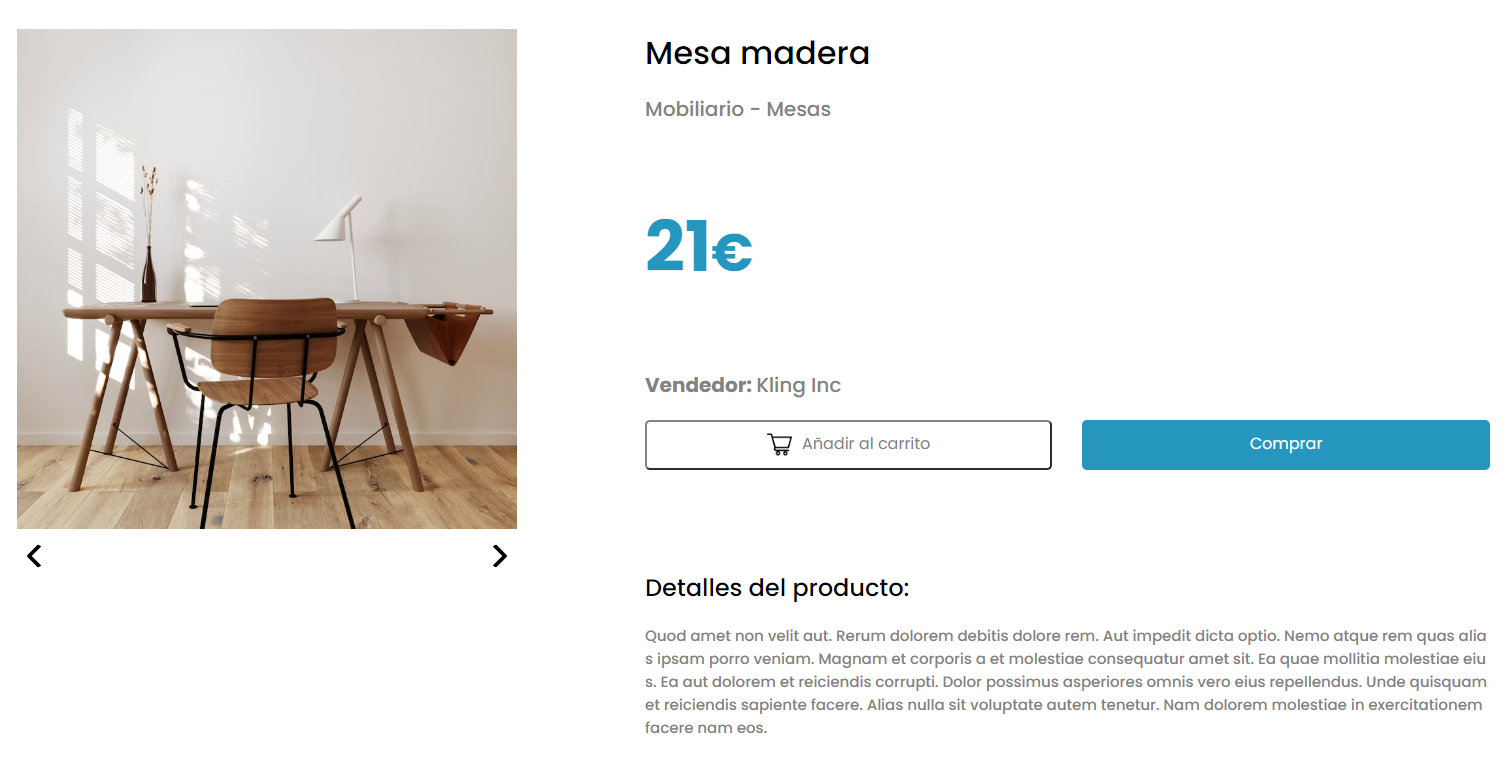 Mesa madera
Mobiliario - Mesas
21€
Vendedor: Kling Inc
Añadir al carrito
Comprar
Detalles del producto:
Quod amet non velit aut. Rerum dolorem debitis dolore rem. Aut impedit dicta optio. Nemo atque rem quas alia
s ipsam porro veniam. Magnam et corporis a et molestiae consequatur amet sit. Ea quae mollitia molestiae eiu
s. Ea aut dolorem et reiciendis corrupti. Dolor possimus asperiores omnis vero eius repellendus. Unde quisquam
et reiciendis sapiente facere. Alias nulla sit voluptate autem tenetur. Nam dolorem molestiae in exercitationem
facere nam eos.